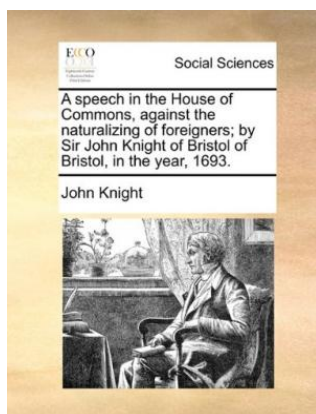 ECCO
Social Sciences
A speech in the House of
Commons, against the
naturalizing of foreigners; by
Sir John Knight of Bristol of
Bristol, in the year, 1693.
John Knight